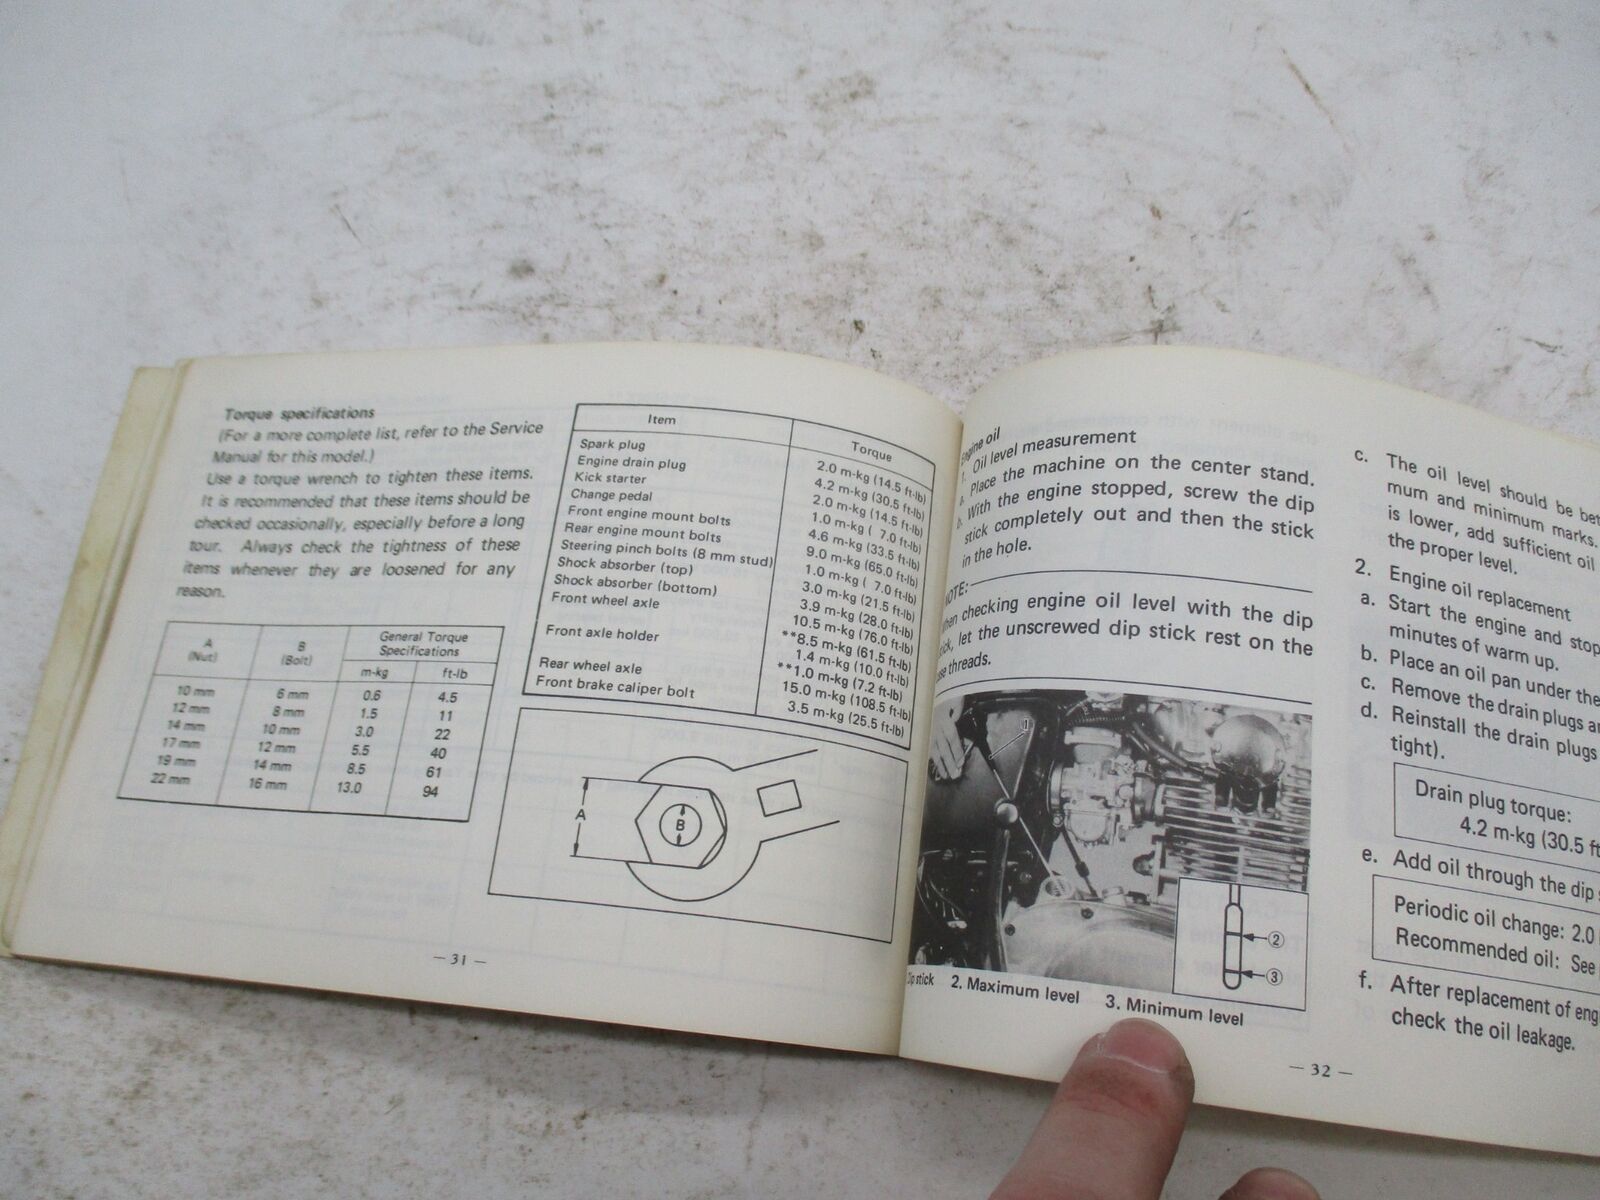 Torque specifications
(For a more complete list, refer to the Service
Manual for this model.)
Use a torque wrench to tighten these items.
It is recommended that these items should be
checked occasionally, especially before a long
tour. Always check the tightness of these
items whenever they are loosened for any
reason.
A (Nut) B (Bolt) General Torque Specifications
m-kg ft-lb
10 mm 6 mm 0.6 4.5
12 mm 8 mm 1.5 11
14 mm 10 mm 3.0 22
17 mm 12 mm 5.5 40
19 mm 14 mm 8.5 61
22 mm 16 mm 13.0 94
Item Torque
Spark plug 2.0 m-kg (14.5 ft-lb)
Engine drain plug 4.2 m-kg (30.5 ft-lb)
Kick starter 2.0 m-kg (14.5 ft-lb)
Change pedal 1.0 m-kg ( 7.0 ft-lb)
Front engine mount bolts 4.6 m-kg (33.5 ft-lb)
Rear engine mount bolts 9.0 m-kg (65.0 ft-lb)
Steering pinch bolts (8 mm stud) 1.0 m-kg ( 7.0 ft-lb)
Shock absorber (top) 3.0 m-kg (21.5 ft-lb)
Shock absorber (bottom) 3.9 m-kg (28.0 ft-lb)
Front wheel axle 10.5 m-kg (76.0 ft-lb)
**8.5 m-kg (61.5 ft-lb)
Front axle holder 1.4 m-kg (10.0 ft-lb)
**1.0 m-kg (7.2 ft-lb)
Rear wheel axle 15.0 m-kg (108.5 ft-lb)
Front brake caliper bolt 3.5 m-kg (25.5 ft-lb)
A
B
— 31 —
Engine oil
1. Oil level measurement
a. Place the machine on the center stand.
b. With the engine stopped, screw the dip
stick completely out and then the stick
in the hole.
NOTE:
When checking engine oil level with the dip
stick, let the unscrewed dip stick rest on the
threads.
1
2
3
Dip stick 2. Maximum level 3. Minimum level
c. The oil level should be
mum and minimum marks.
is lower, add sufficient oil
the proper level.
2. Engine oil replacement
a. Start the engine and stop
minutes of warm up.
b. Place an oil pan under the
c. Remove the drain plugs
d. Reinstall the drain plugs
tight).
Drain plug torque:
4.2 m-kg (30.5 ft
e. Add oil through the dip
Periodic oil change: 2.0
Recommended oil: See
f. After replacement of
check the oil leakage.
— 32 —